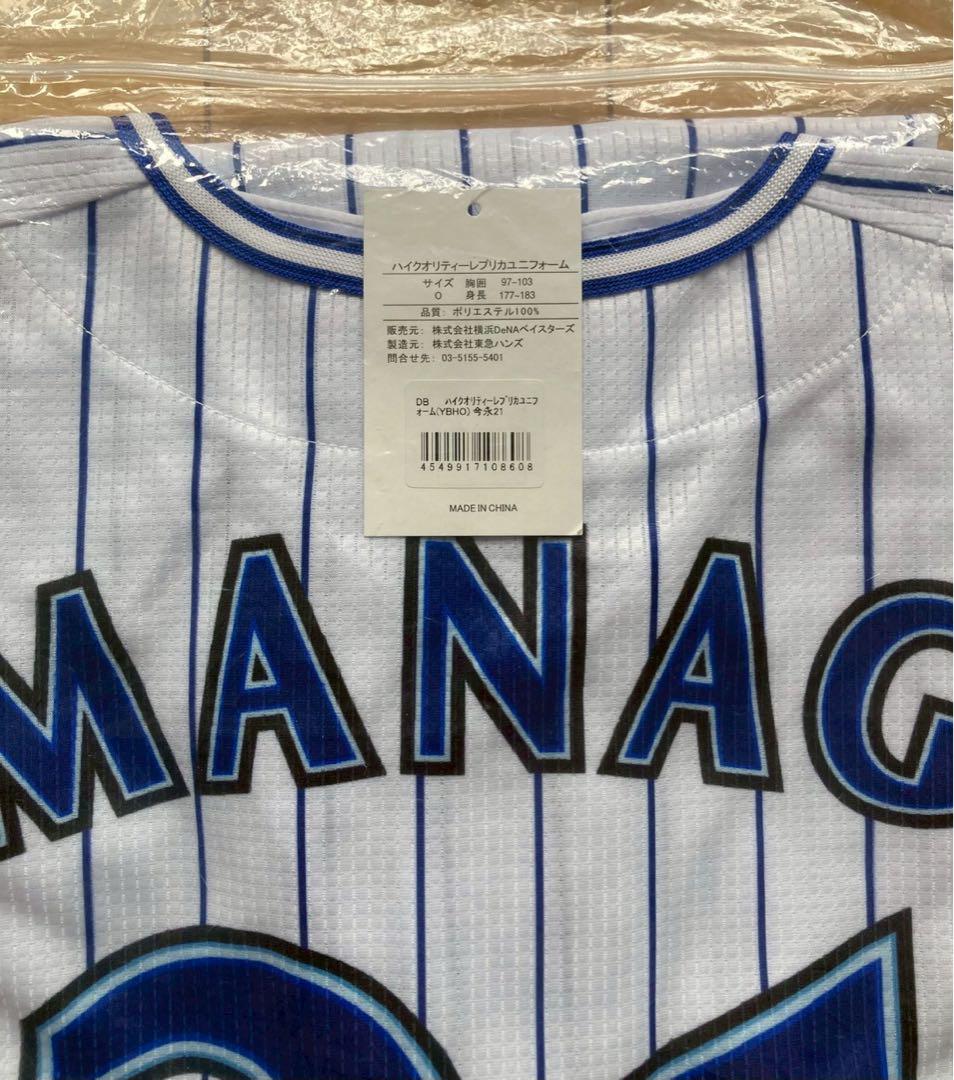 ハイクオリティーレプリカユニフォーム
サイズ 胸囲 97-103
O 身長 177-183
品質: ポリエステル100%
販売元: 株式会社横浜DeNAベイスターズ
製造元: 株式会社東急ハンズ
問合せ先: 03-5155-5401
DB ハイクオリティーレプリカユニフ
ォーム(YBHO) 今永21
4549917108608
MADE IN CHINA
MANAG
21